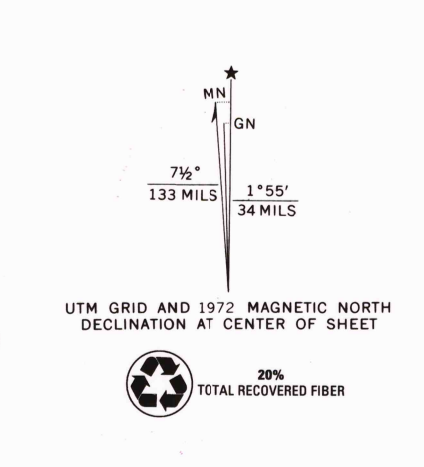 ★
MN
GN
7½°
133 MILS
1°55′
34 MILS
UTM GRID AND 1972 MAGNETIC NORTH
DECLINATION AT CENTER OF SHEET
20%
TOTAL RECOVERED FIBER